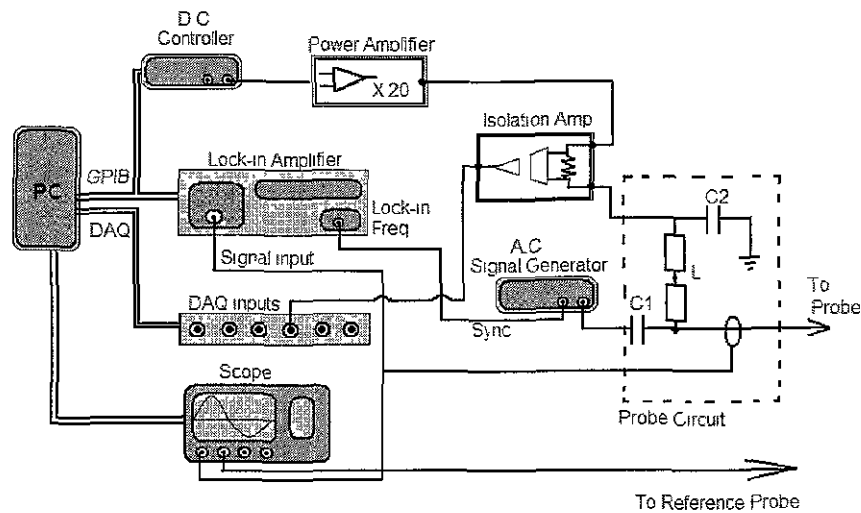 D C
Controller
Power Amplifier
X 20
Isolation Amp
PC
GPIB
Lock-in Amplifier
C2
DAQ
Lock-in
Freq
Signal input
A.C
Signal Generator
L
DAQ inputs
C1
To
Probe
Sync
Scope
Probe Circuit
To Reference Probe